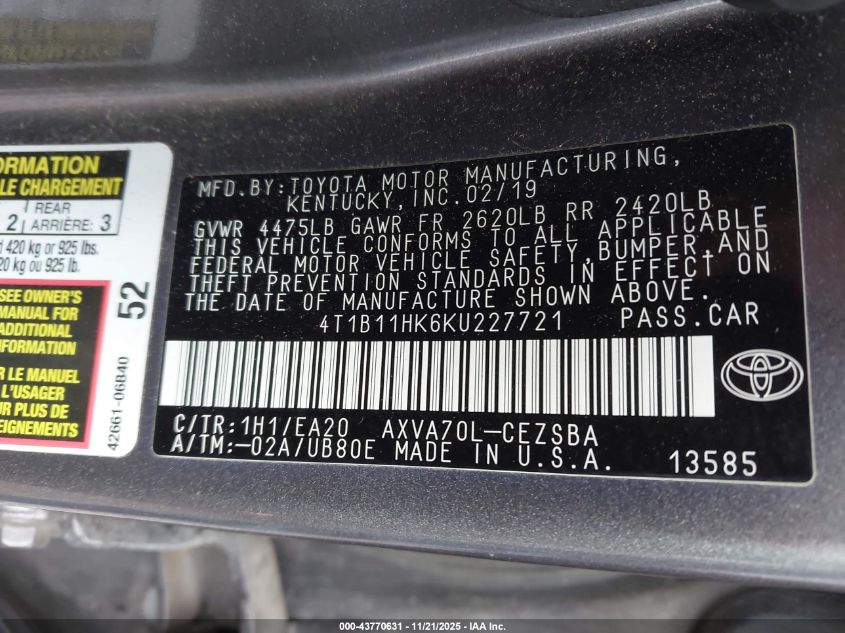 ORMATION
LE CHARGEMENT
2 REAR ARRIÈRE: 3
420 kg or 925 lbs.
20 kg ou 925 lb.
SEE OWNER'S
MANUAL FOR
ADDITIONAL
NFORMATION
R LE MANUEL
L'USAGER
UR PLUS DE
EIGNEMENTS
52
42661-06B40
MFD.BY:TOYOTA MOTOR MANUFACTURING,
KENTUCKY,INC.02/19
GVWR 4475LB GAWR FR 2620LB RR 2420LB
THIS VEHICLE CONFORMS TO ALL APPLICABLE
FEDERAL MOTOR VEHICLE SAFETY,BUMPER,AND
THEFT PREVENTION STANDARDS IN EFFECT ON
THE DATE OF MANUFACTURE SHOWN ABOVE.
4T1B11HK6KU227721 PASS.CAR
C/TR:1H1/EA20 AXVA70L-CEZSBA
A/TM:-02A/UB80E MADE IN U.S.A. 13585
000-43770631 - 11/21/2025 - IAA Inc.